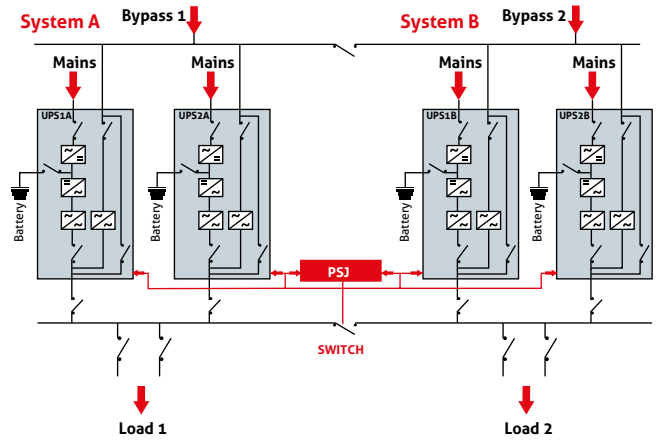 System A
Bypass 1
System B
Bypass 2
Mains
Mains
Mains
Mains
UPS1A
UPS2A
UPS1B
UPS2B
Battery
Battery
Battery
Battery
PSJ
SWITCH
Load 1
Load 2